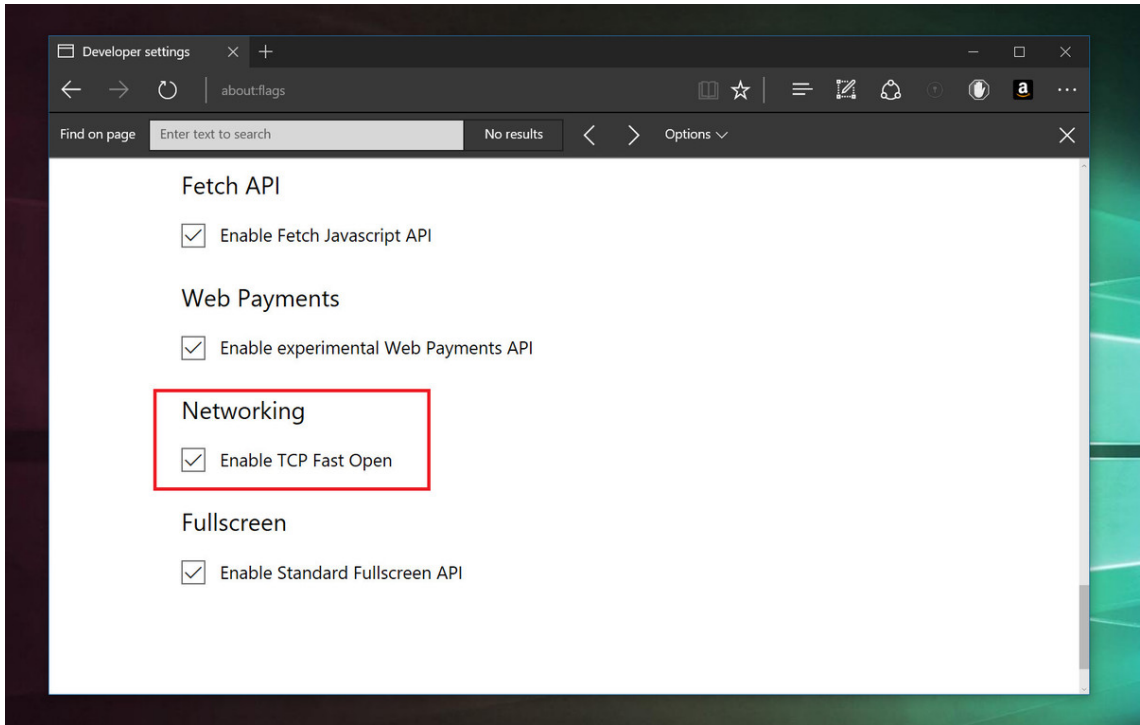 Developer settings
about:flags
a
Find on page Enter text to search No results Options
Fetch API
Enable Fetch Javascript API
Web Payments
Enable experimental Web Payments API
Networking
Enable TCP Fast Open
Fullscreen
Enable Standard Fullscreen API